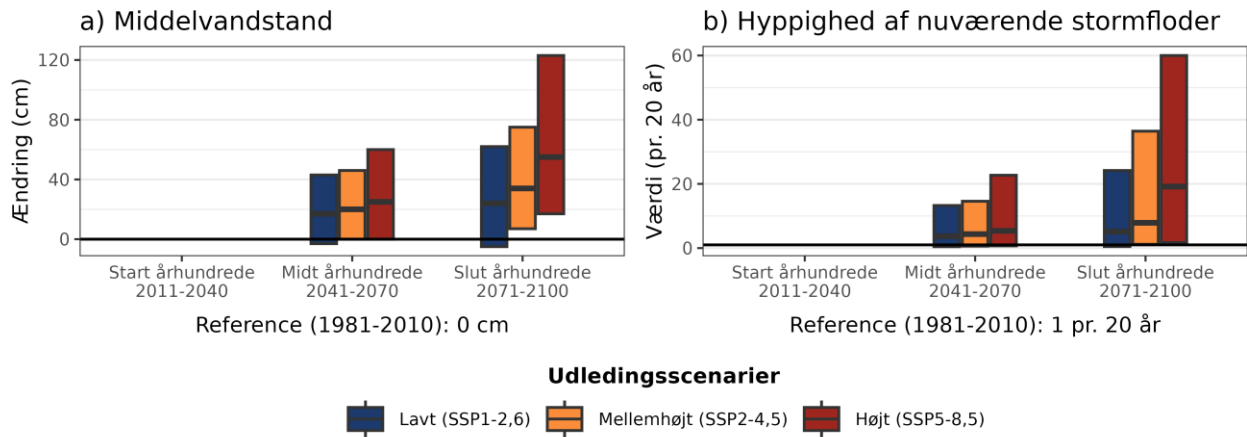 a) Middelvandstand
Ændring (cm)
120
80
40
0
Start århundrede
2011-2040
Midt århundrede
2041-2070
Slut århundrede
2071-2100
Reference (1981-2010): 0 cm
b) Hyppighed af nuværende stormfloder
Værdi (pr. 20 år)
60
40
20
0
Start århundrede
2011-2040
Midt århundrede
2041-2070
Slut århundrede
2071-2100
Reference (1981-2010): 1 pr. 20 år
Udledingsscenarier
Lavt (SSP1-2,6)
Mellemhøjt (SSP2-4,5)
Højt (SSP5-8,5)